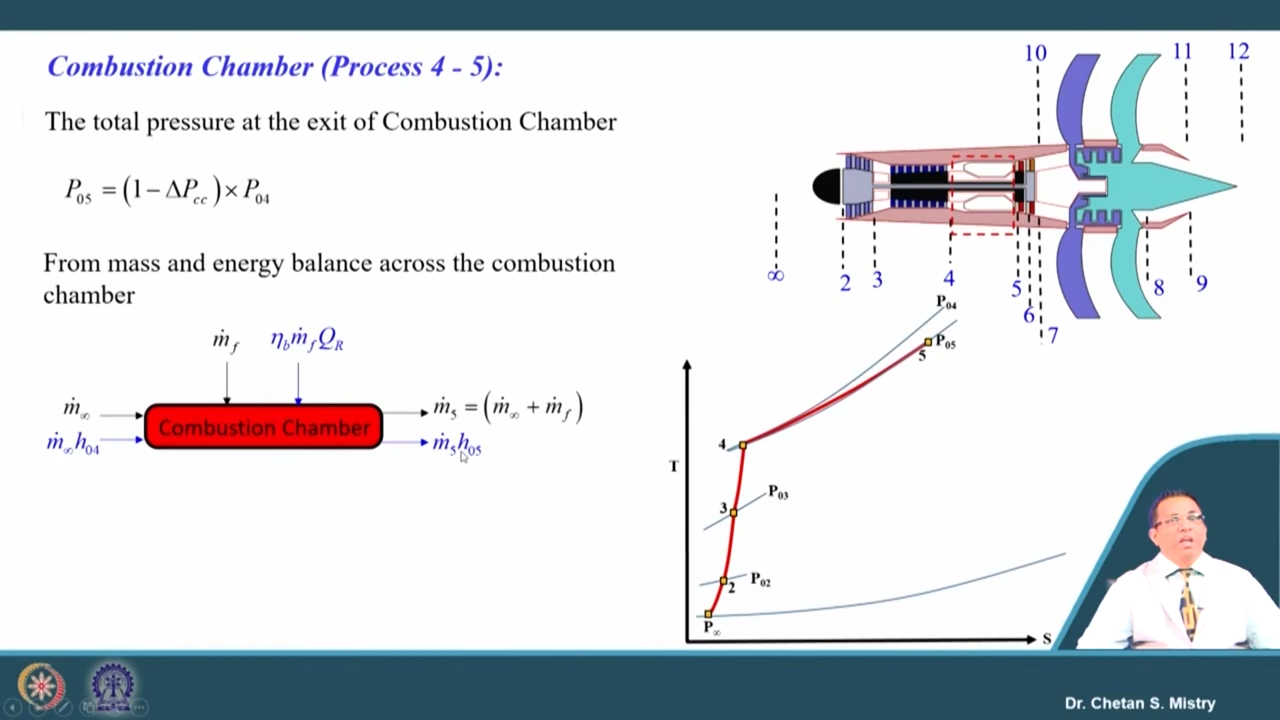 Combustion Chamber (Process 4 - 5):
The total pressure at the exit of Combustion Chamber
P₀₅ = (1 − ΔP_cc) × P₀₄
From mass and energy balance across the combustion
chamber
ṁ_f η_b ṁ_f Q_R
ṁ_∞
ṁ_∞ h₀₄
Combustion Chamber
ṁ₅ = (ṁ_∞ + ṁ_f)
ṁ₅ h₀₅
10 11 12
∞ 2 3 4 5 6 7 8 9
P₀₄
P₀₅
5
4
T
3 P₀₃
2 P₀₂
P_∞
S
Dr. Chetan S. Mistry